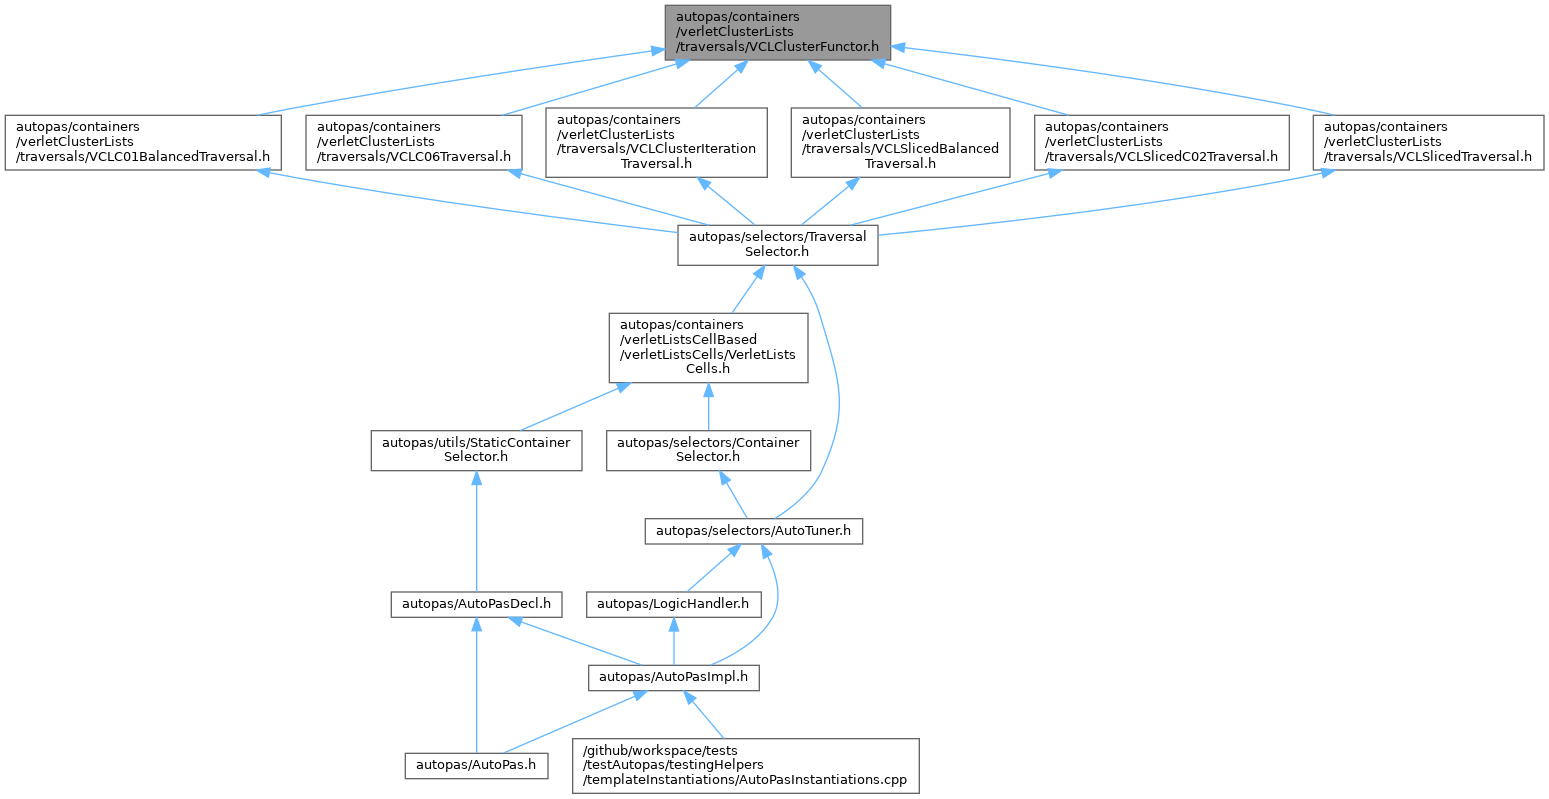 autopas/containers
/verletClusterLists
/traversals/VCLClusterFunctor.h
autopas/containers
/verletClusterLists
/traversals/VCLC01BalancedTraversal.h
autopas/containers
/verletClusterLists
/traversals/VCLC06Traversal.h
autopas/containers
/verletClusterLists
/traversals/VCLClusterIteration
Traversal.h
autopas/containers
/verletClusterLists
/traversals/VCLSlicedBalanced
Traversal.h
autopas/containers
/verletClusterLists
/traversals/VCLSlicedC02Traversal.h
autopas/containers
/verletClusterLists
/traversals/VCLSlicedTraversal.h
autopas/selectors/Traversal
Selector.h
autopas/containers
/verletListsCellBased
/verletListsCells/VerletLists
Cells.h
autopas/utils/StaticContainer
Selector.h
autopas/selectors/Container
Selector.h
autopas/selectors/AutoTuner.h
autopas/AutoPasDecl.h
autopas/LogicHandler.h
autopas/AutoPasImpl.h
autopas/AutoPas.h
/github/workspace/tests
/testAutopas/testingHelpers
/templateInstantiations/AutoPasInstantiations.cpp